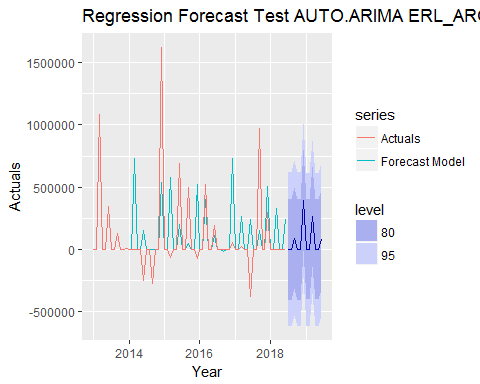 Regression Forecast Test AUTO.ARIMA ERL_ARC
1500000
1000000
500000
0
-500000
Actuals
2014
2016
2018
Year
series
Actuals
Forecast Model
level
80
95